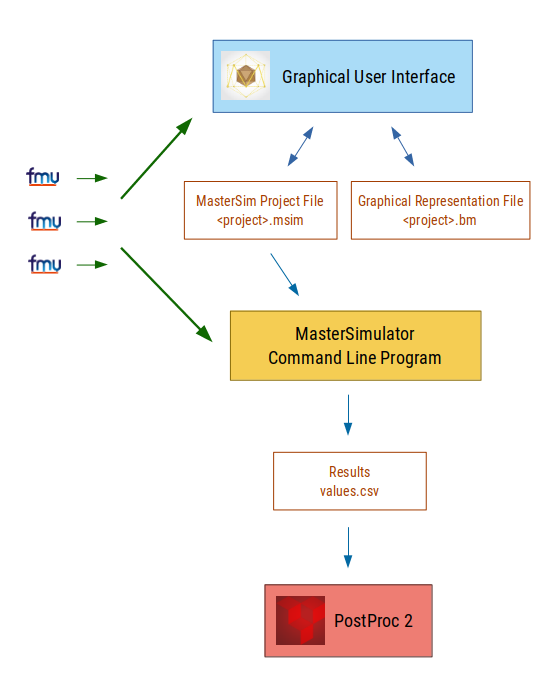 Graphical User Interface
fmu
fmu
fmu
MasterSim Project File
<project>.msim
Graphical Representation File
<project>.bm
MasterSimulator
Command Line Program
Results
values.csv
PostProc 2